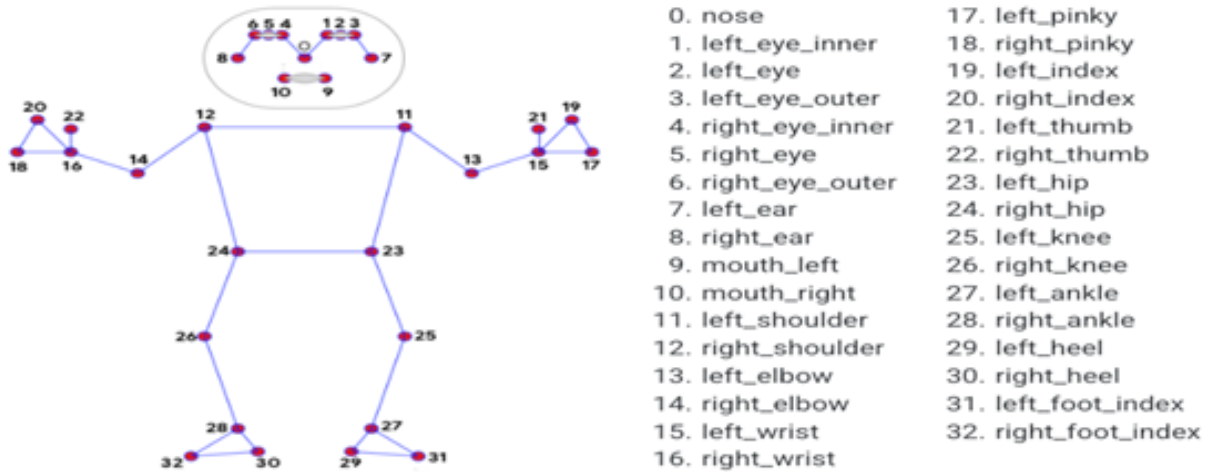 6 5 4
1 2 3
0
8
7
10
9
20
22
18
16
14
12
11
13
21
19
15
17
24
23
26
25
28
27
32
30
29
31
0. nose
1. left_eye_inner
2. left_eye
3. left_eye_outer
4. right_eye_inner
5. right_eye
6. right_eye_outer
7. left_ear
8. right_ear
9. mouth_left
10. mouth_right
11. left_shoulder
12. right_shoulder
13. left_elbow
14. right_elbow
15. left_wrist
16. right_wrist
17. left_pinky
18. right_pinky
19. left_index
20. right_index
21. left_thumb
22. right_thumb
23. left_hip
24. right_hip
25. left_knee
26. right_knee
27. left_ankle
28. right_ankle
29. left_heel
30. right_heel
31. left_foot_index
32. right_foot_index